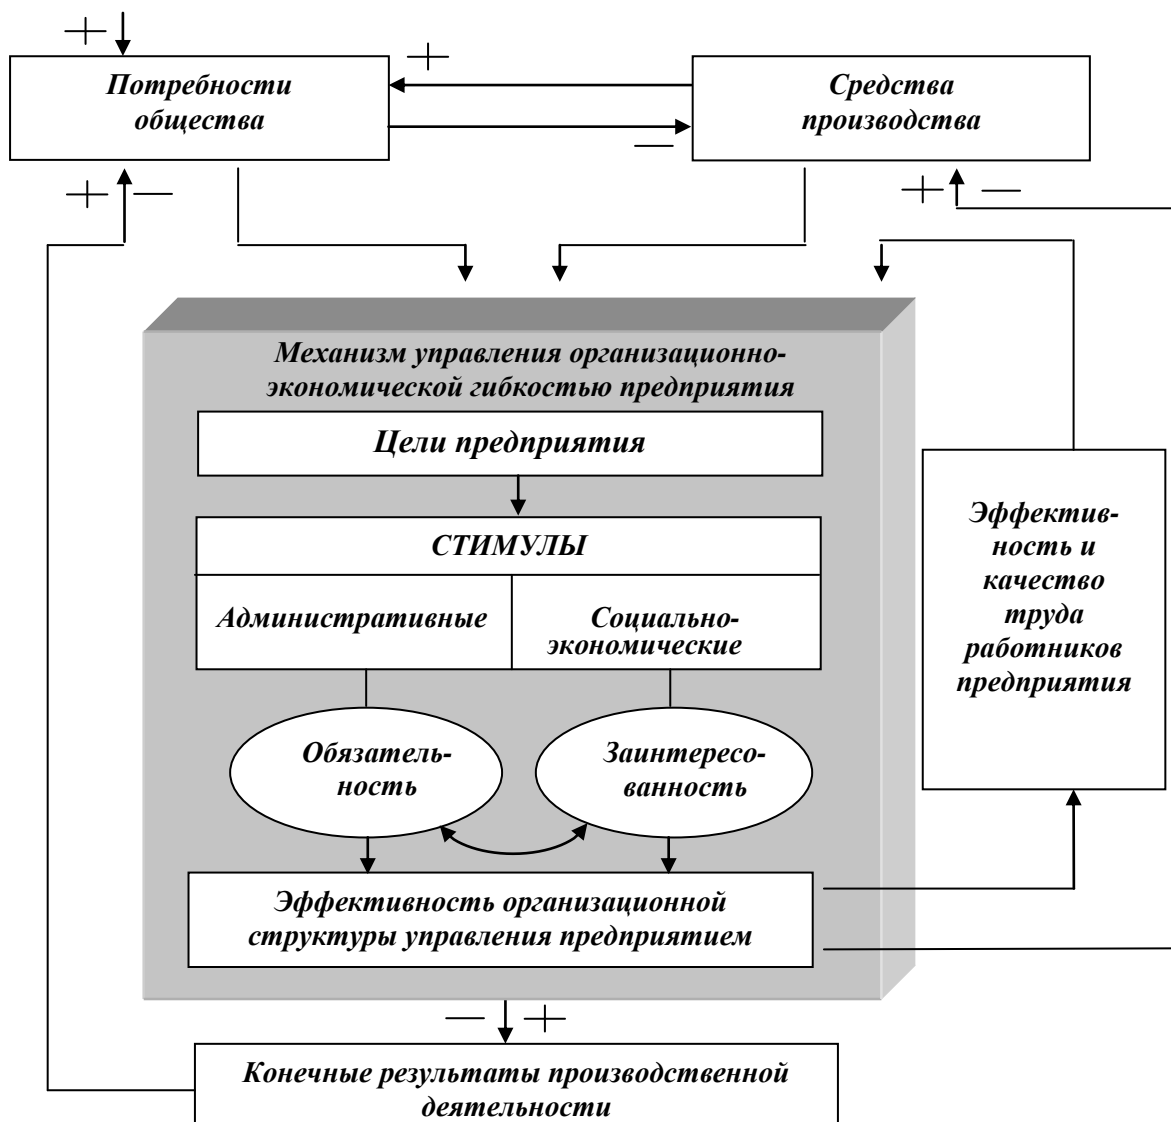 Потребности
общества
Средства
производства
Механизм управления организационно-
экономической гибкостью предприятия
Цели предприятия
СТИМУЛЫ
Административные
Социально-
экономические
Обязатель-
ность
Заинтересо-
ванность
Эффективность организационной
структуры управления предприятием
Эффектив-
ность и
качество
труда
работников
предприятия
Конечные результаты производственной
деятельности